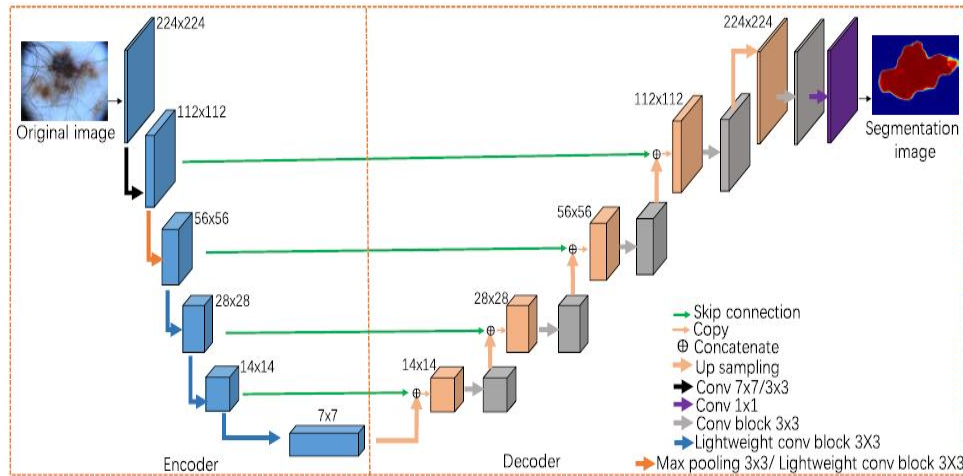 224x224
Original image
112x112
56x56
28x28
14x14
7x7
14x14
28x28
56x56
112x112
224x224
Segmentation
image
Skip connection
Copy
Concatenate
Up sampling
Conv 7x7/3x3
Conv 1x1
Conv block 3x3
Lightweight conv block 3X3
Max pooling 3x3/ Lightweight conv block 3X3
Encoder
Decoder